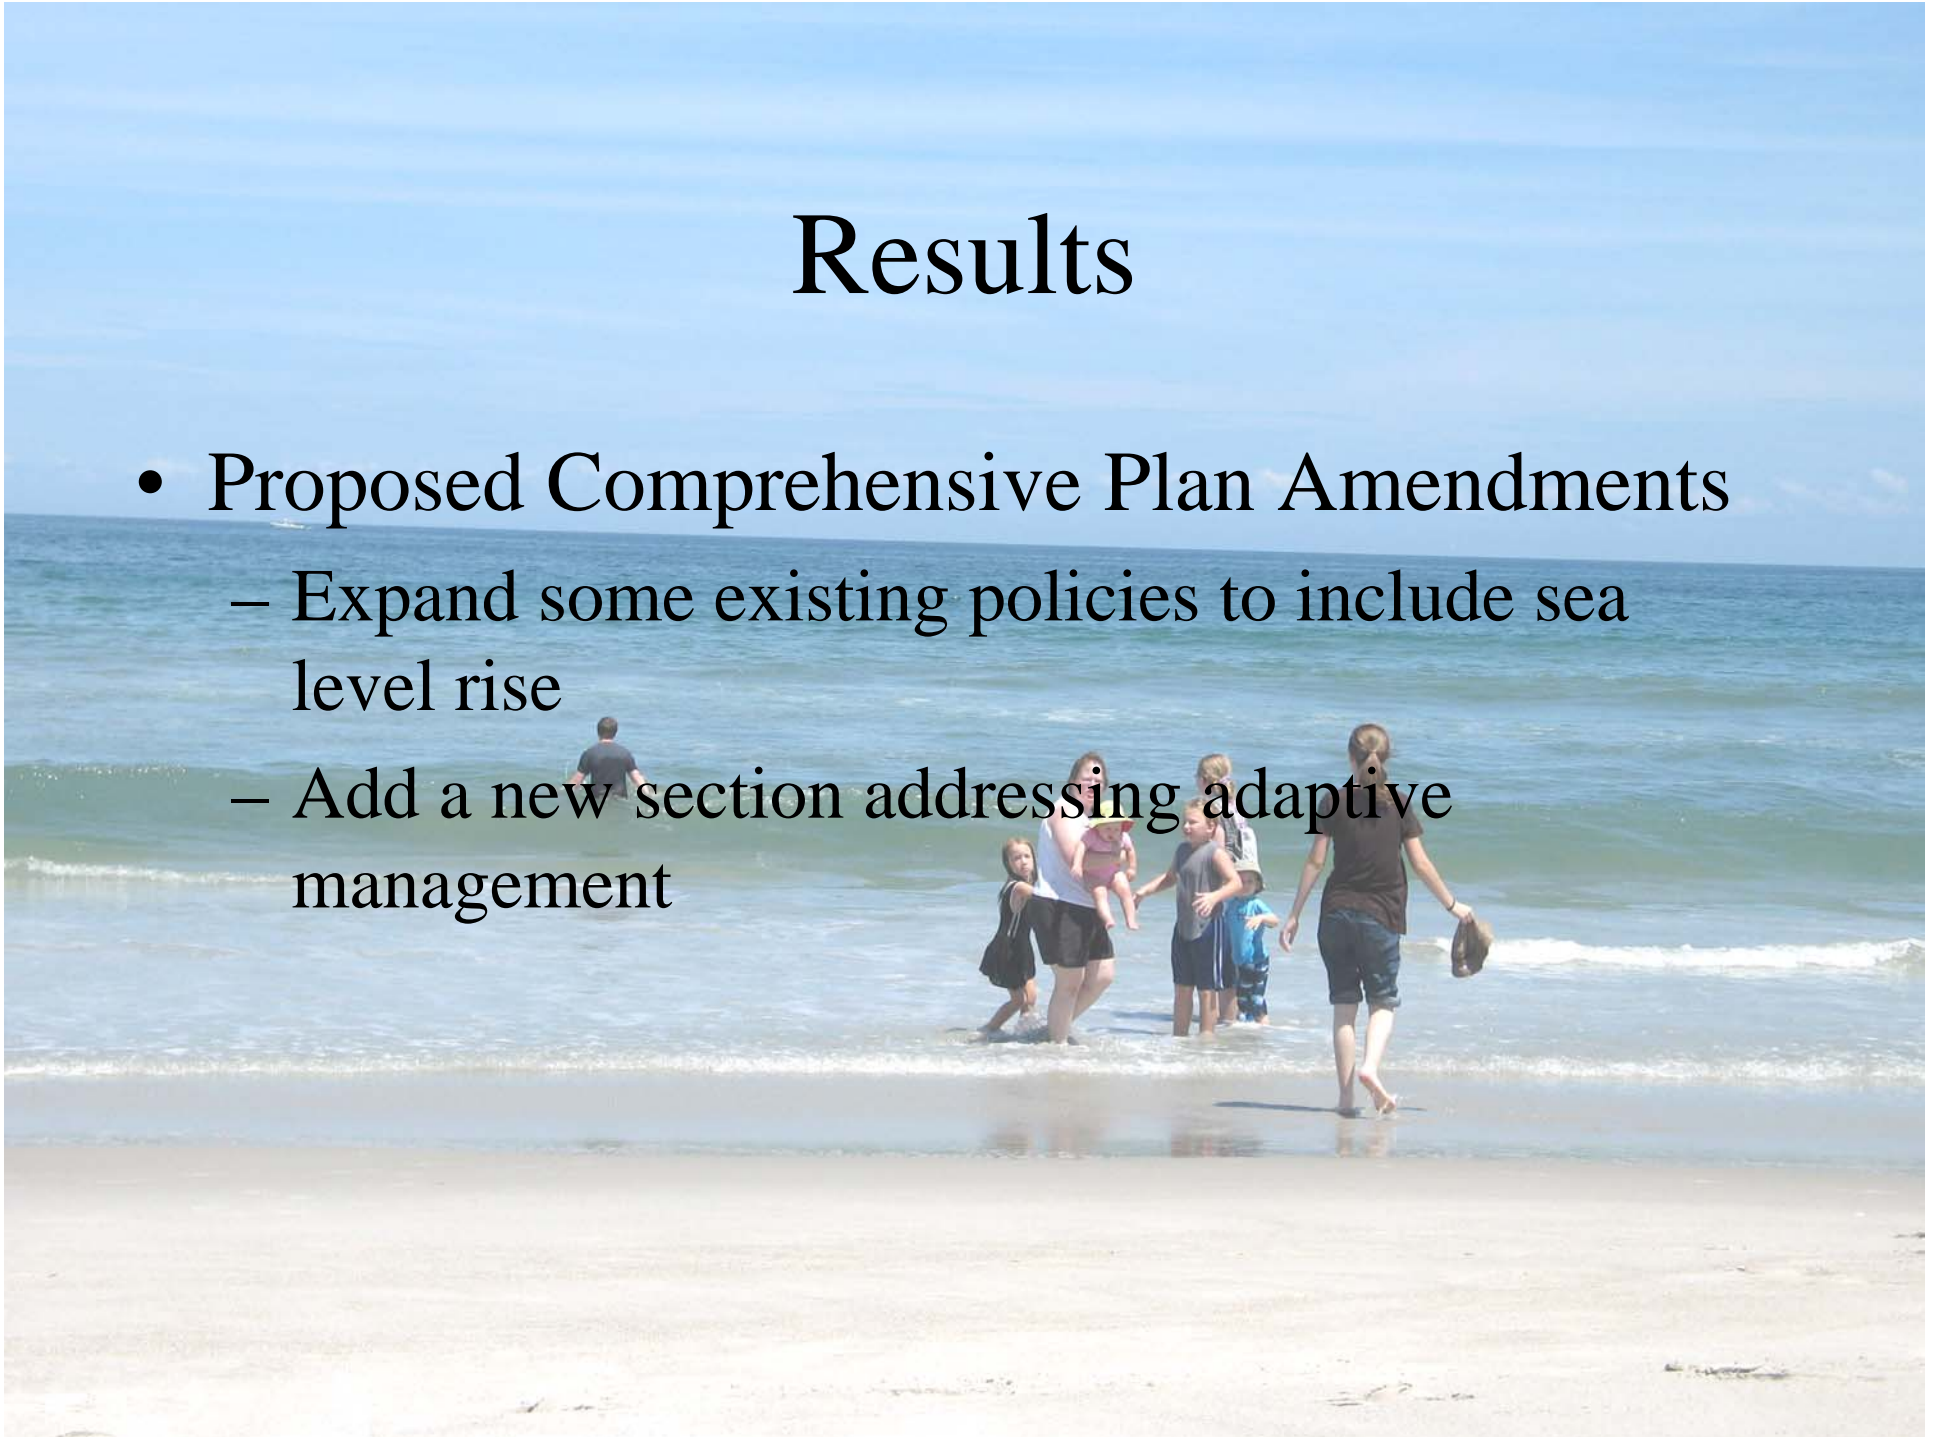 Results
• Proposed Comprehensive Plan Amendments
– Expand some existing policies to include sea
level rise
– Add a new section addressing adaptive
management